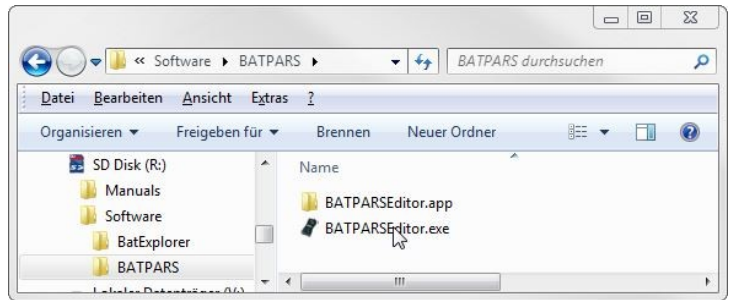 « Software ▸ BATPARS ▸
BATPARS durchsuchen
Datei Bearbeiten Ansicht Extras ?
Organisieren ▼ Freigeben für ▼ Brennen Neuer Ordner
SD Disk (R:)
Manuals
Software
BatExplorer
BATPARS
Name
BATPARSEditor.app
BATPARSEditor.exe